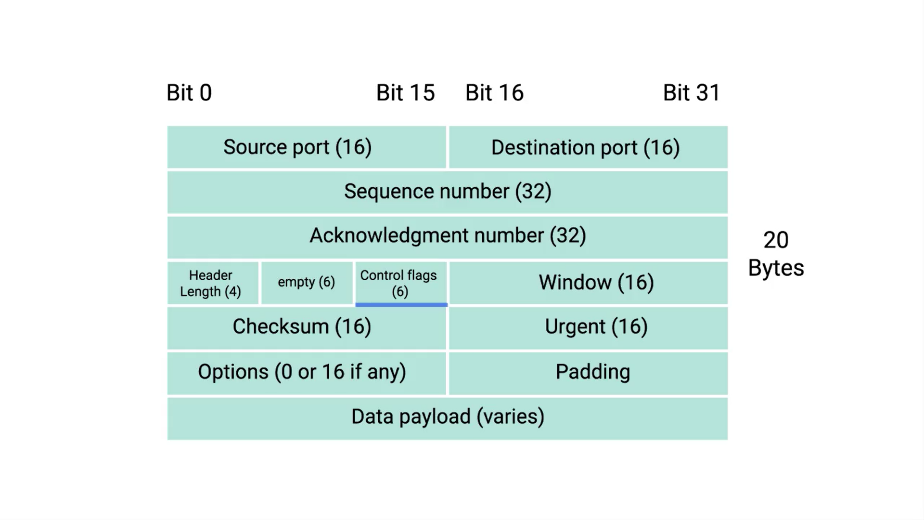 Bit 0 Bit 15 Bit 16 Bit 31
Source port (16) Destination port (16)
Sequence number (32)
Acknowledgment number (32)
20
Bytes
Header
Length (4)
empty (6)
Control flags
(6)
Window (16)
Checksum (16) Urgent (16)
Options (0 or 16 if any) Padding
Data payload (varies)